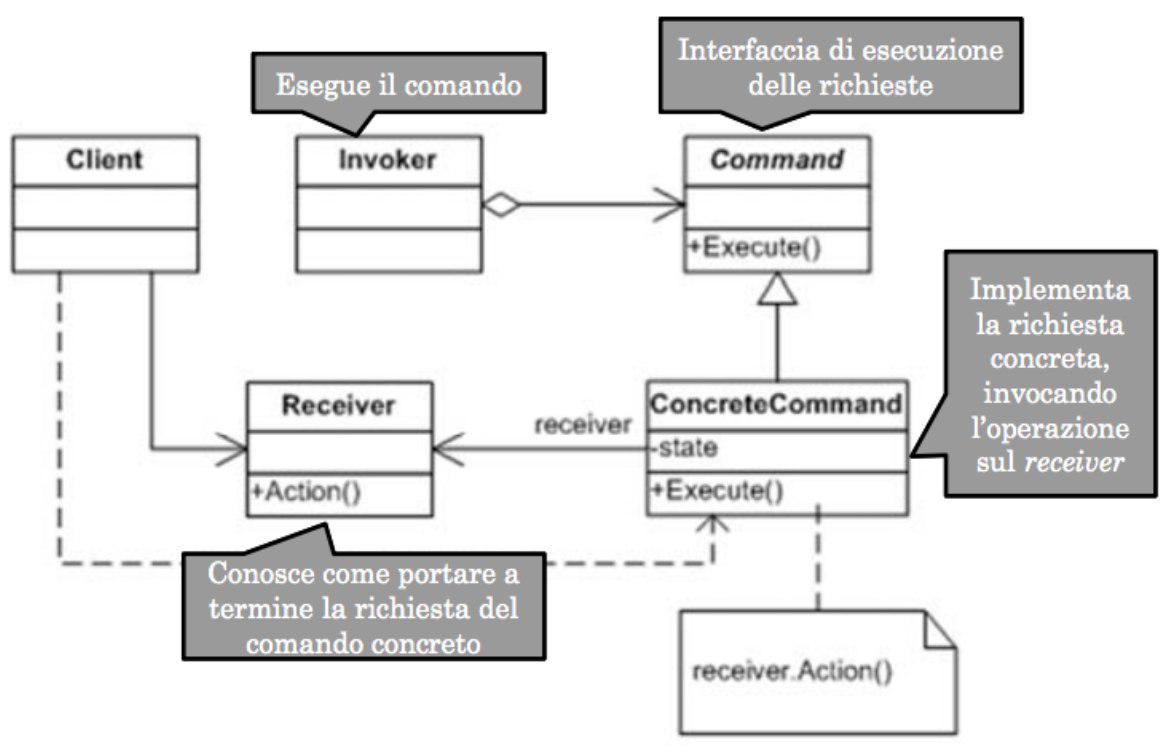 Interfaccia di esecuzione
delle richieste
Esegue il comando
Client
Invoker
Command
+Execute()
Implementa
la richiesta
concreta,
invocando
l'operazione
sul receiver
Receiver
+Action()
receiver
ConcreteCommand
-state
+Execute()
Conosce come portare a
termine la richiesta del
comando concreto
receiver.Action()